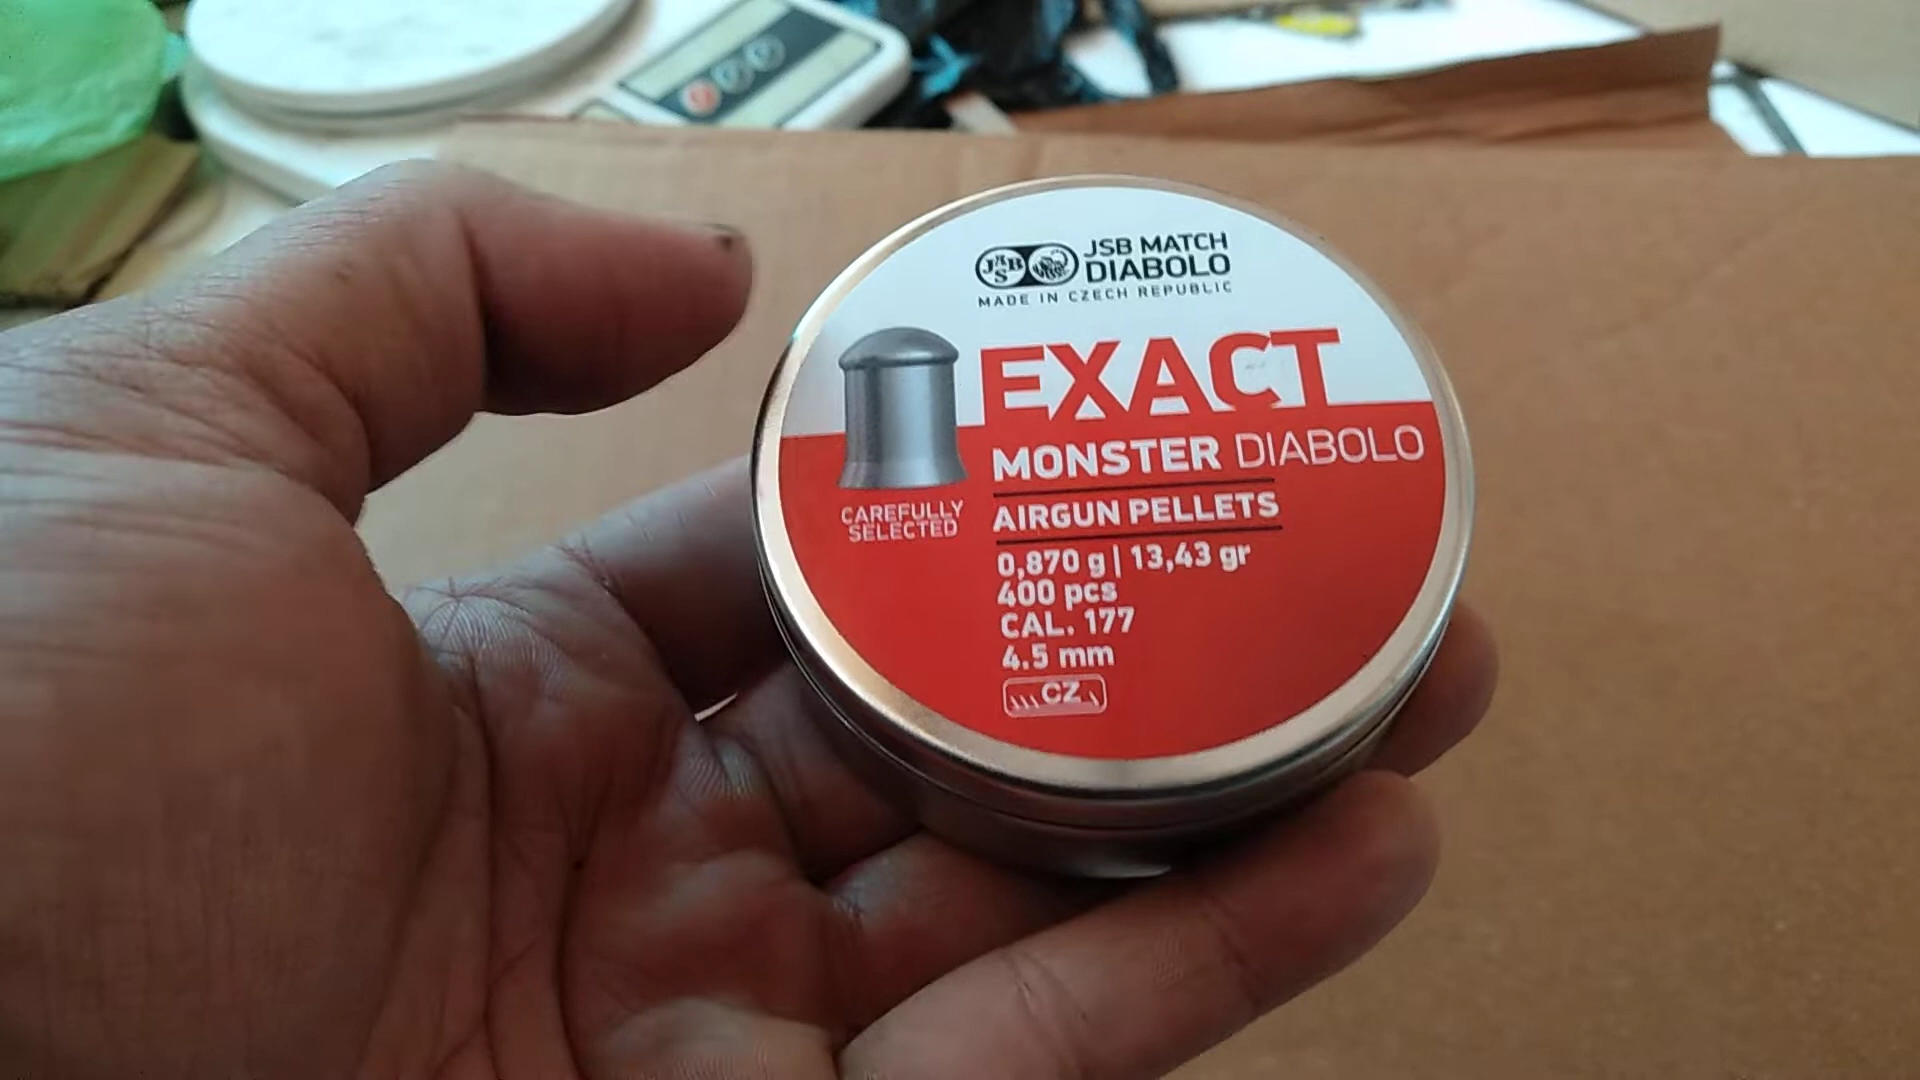 JSB
JSB MATCH
DIABOLO
MADE IN CZECH REPUBLIC
EXACT
MONSTER DIABOLO
AIRGUN PELLETS
CAREFULLY
SELECTED
0,870 g | 13,43 gr
400 pcs
CAL. 177
4.5 mm
CZ